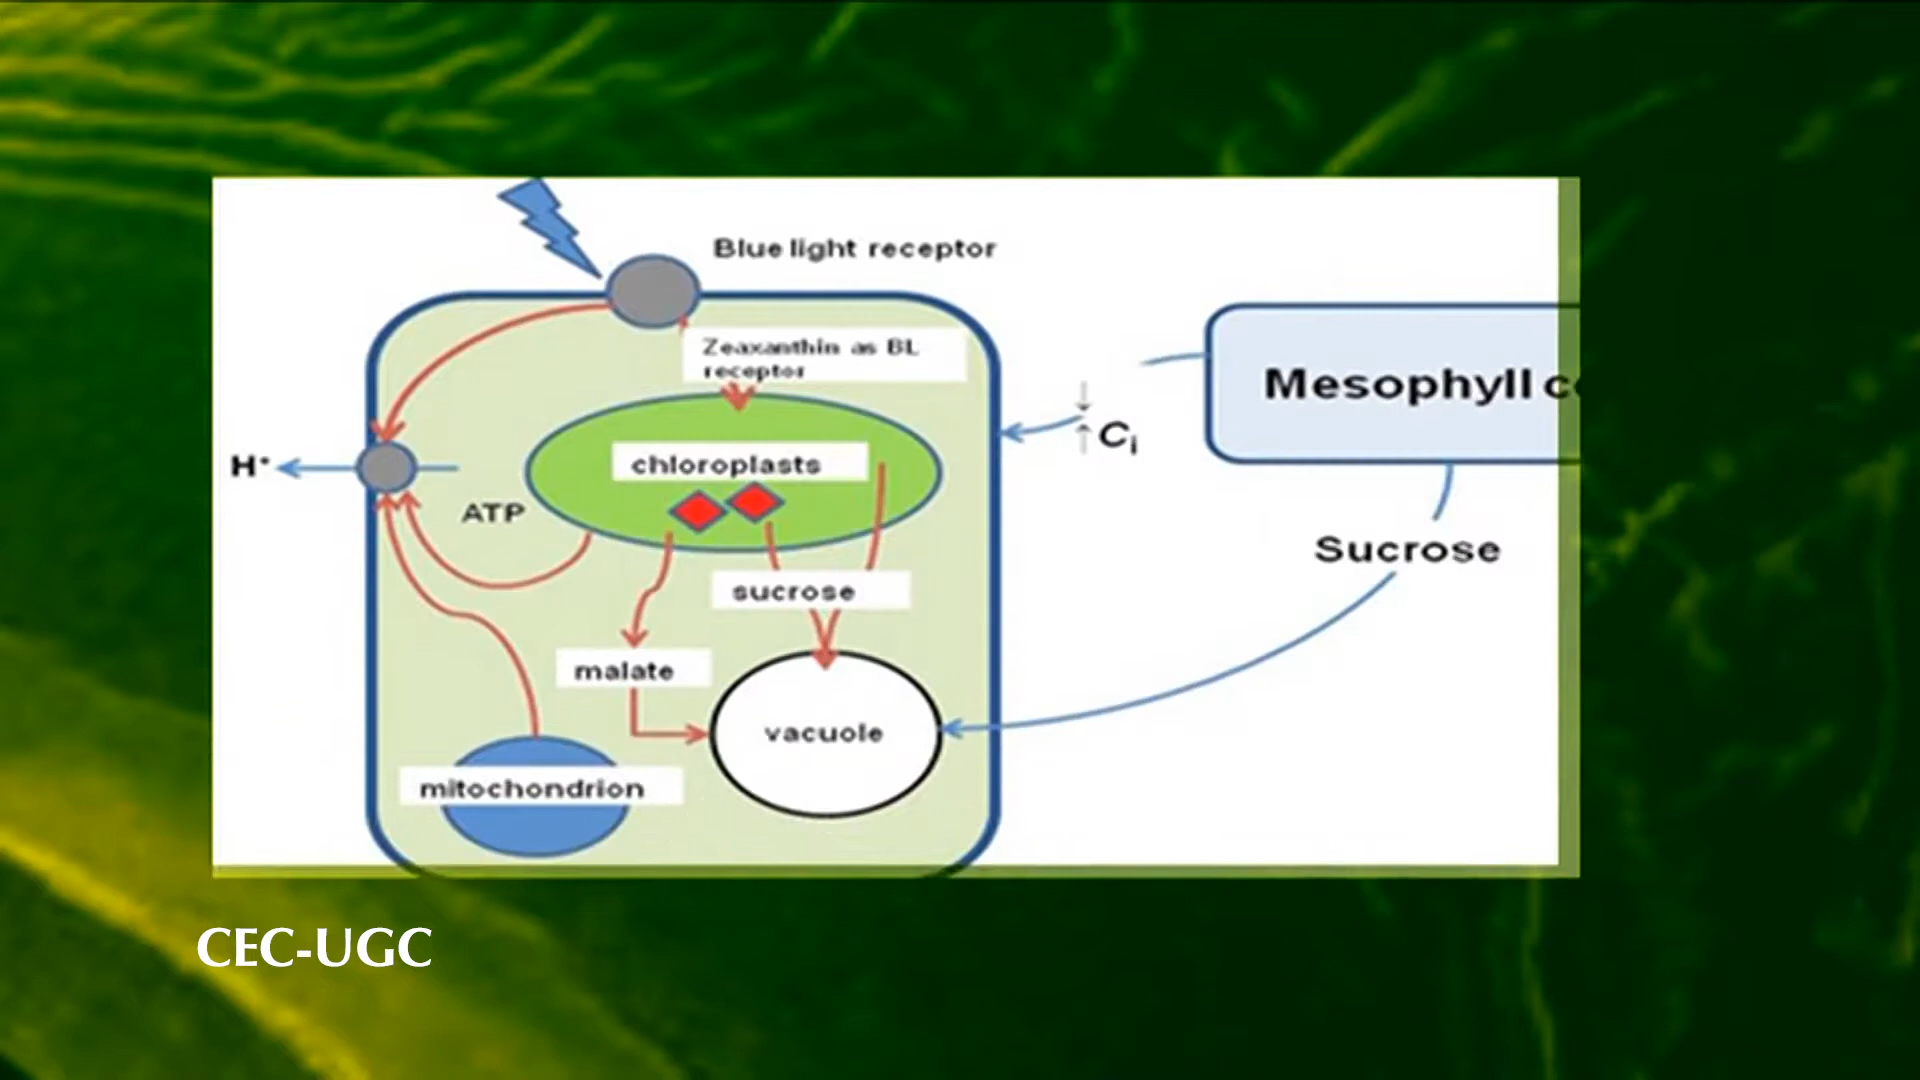 Blue light receptor
Zeaxanthin as BL
receptor
Mesophyll c
chloroplasts
Ci
H+
ATP
Sucrose
sucrose
malate
vacuole
mitochondrion
CEC-UGC